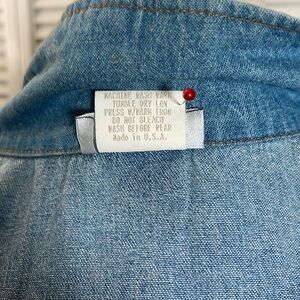 MACHINE WASH WARM
TUMBLE DRY LOW
PRESS W/WARM IRON
DO NOT BLEACH
WASH BEFORE WEAR
Made in U.S.A.